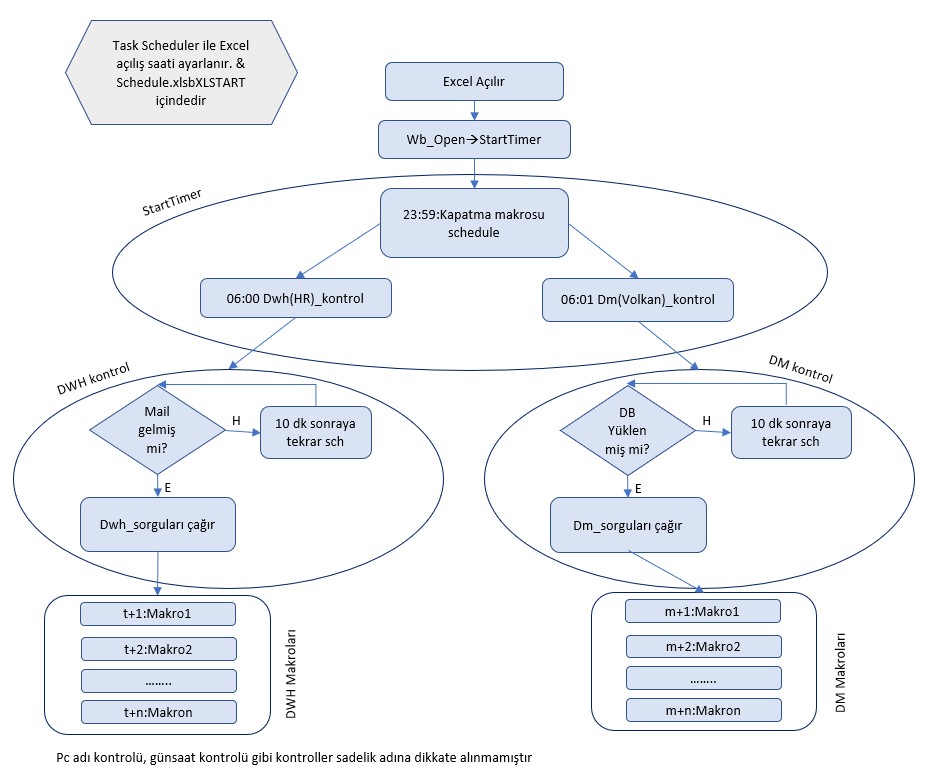 Task Scheduler ile Excel
açılış saati ayarlanır. &
Schedule.xlsbXLSTART
içindedir
Excel Açılır
Wb_Open→StartTimer
StartTimer
23:59:Kapatma makrosu
schedule
06:00 Dwh(HR)_kontrol
06:01 Dm(Volkan)_kontrol
DWH kontrol
Mail
gelmiş
mi?
H
10 dk sonraya
tekrar sch
E
Dwh_sorguları çağır
DM kontrol
DB
Yüklen
miş mi?
H
10 dk sonraya
tekrar sch
E
Dm_sorguları çağır
t+1:Makro1
t+2:Makro2
........
t+n:Makron
DWH Makroları
m+1:Makro1
m+2:Makro2
........
m+n:Makron
DM Makroları
Pc adı kontrolü, günsaat kontrolü gibi kontroller sadelik adına dikkate alınmamıştır